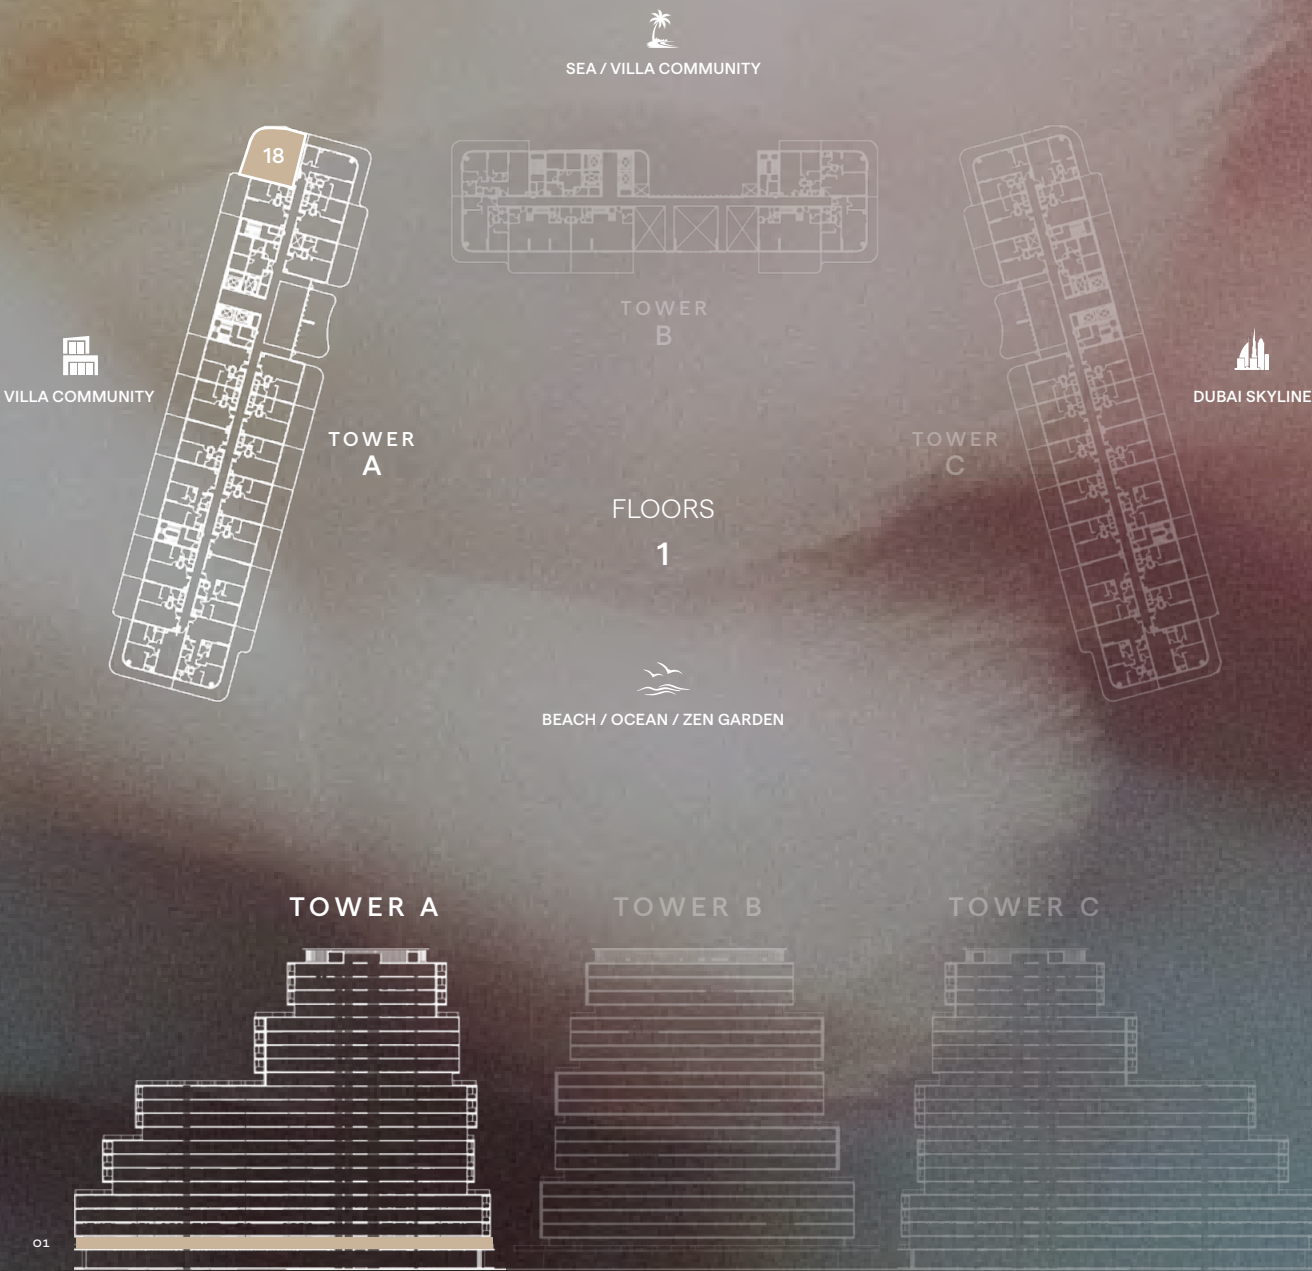 SEA / VILLA COMMUNITY
18
TOWER
B
VILLA COMMUNITY
DUBAI SKYLINE
TOWER
A
TOWER
C
FLOORS
1
BEACH / OCEAN / ZEN GARDEN
TOWER A
TOWER B
TOWER C
01